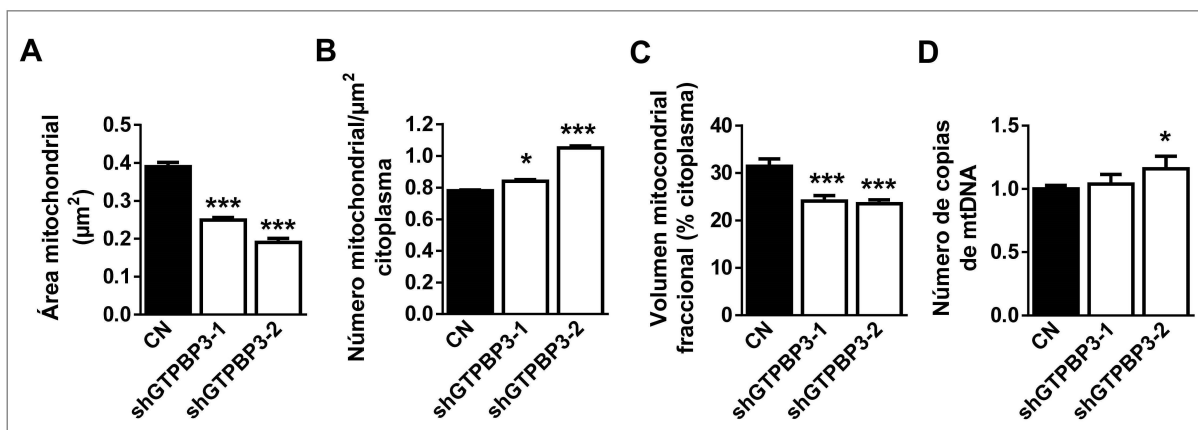 A
Área mitochondrial
(µm²)
0.5
0.4
0.3
0.2
0.1
0.0
***
***
CN
shGTPBP3-1
shGTPBP3-2
B
Número mitochondrial/µm²
citoplasma
1.2
1.0
0.8
0.6
0.4
0.2
0.0
*
***
CN
shGTPBP3-1
shGTPBP3-2
C
Volumen mitocondrial
fraccional (% citoplasma)
40
30
20
10
0
***
***
CN
shGTPBP3-1
shGTPBP3-2
D
Número de copias
de mtDNA
1.5
1.0
0.5
0.0
*
CN
shGTPBP3-1
shGTPBP3-2